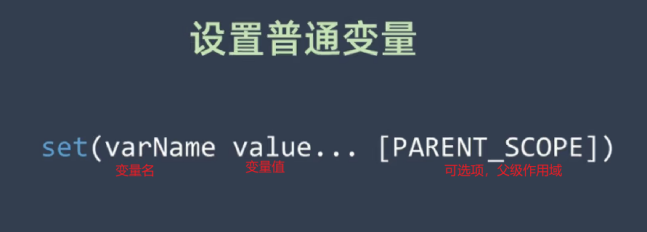 设置普通变量
set(varName value... [PARENT_SCOPE])
变量名 变量值 可选项，父级作用域